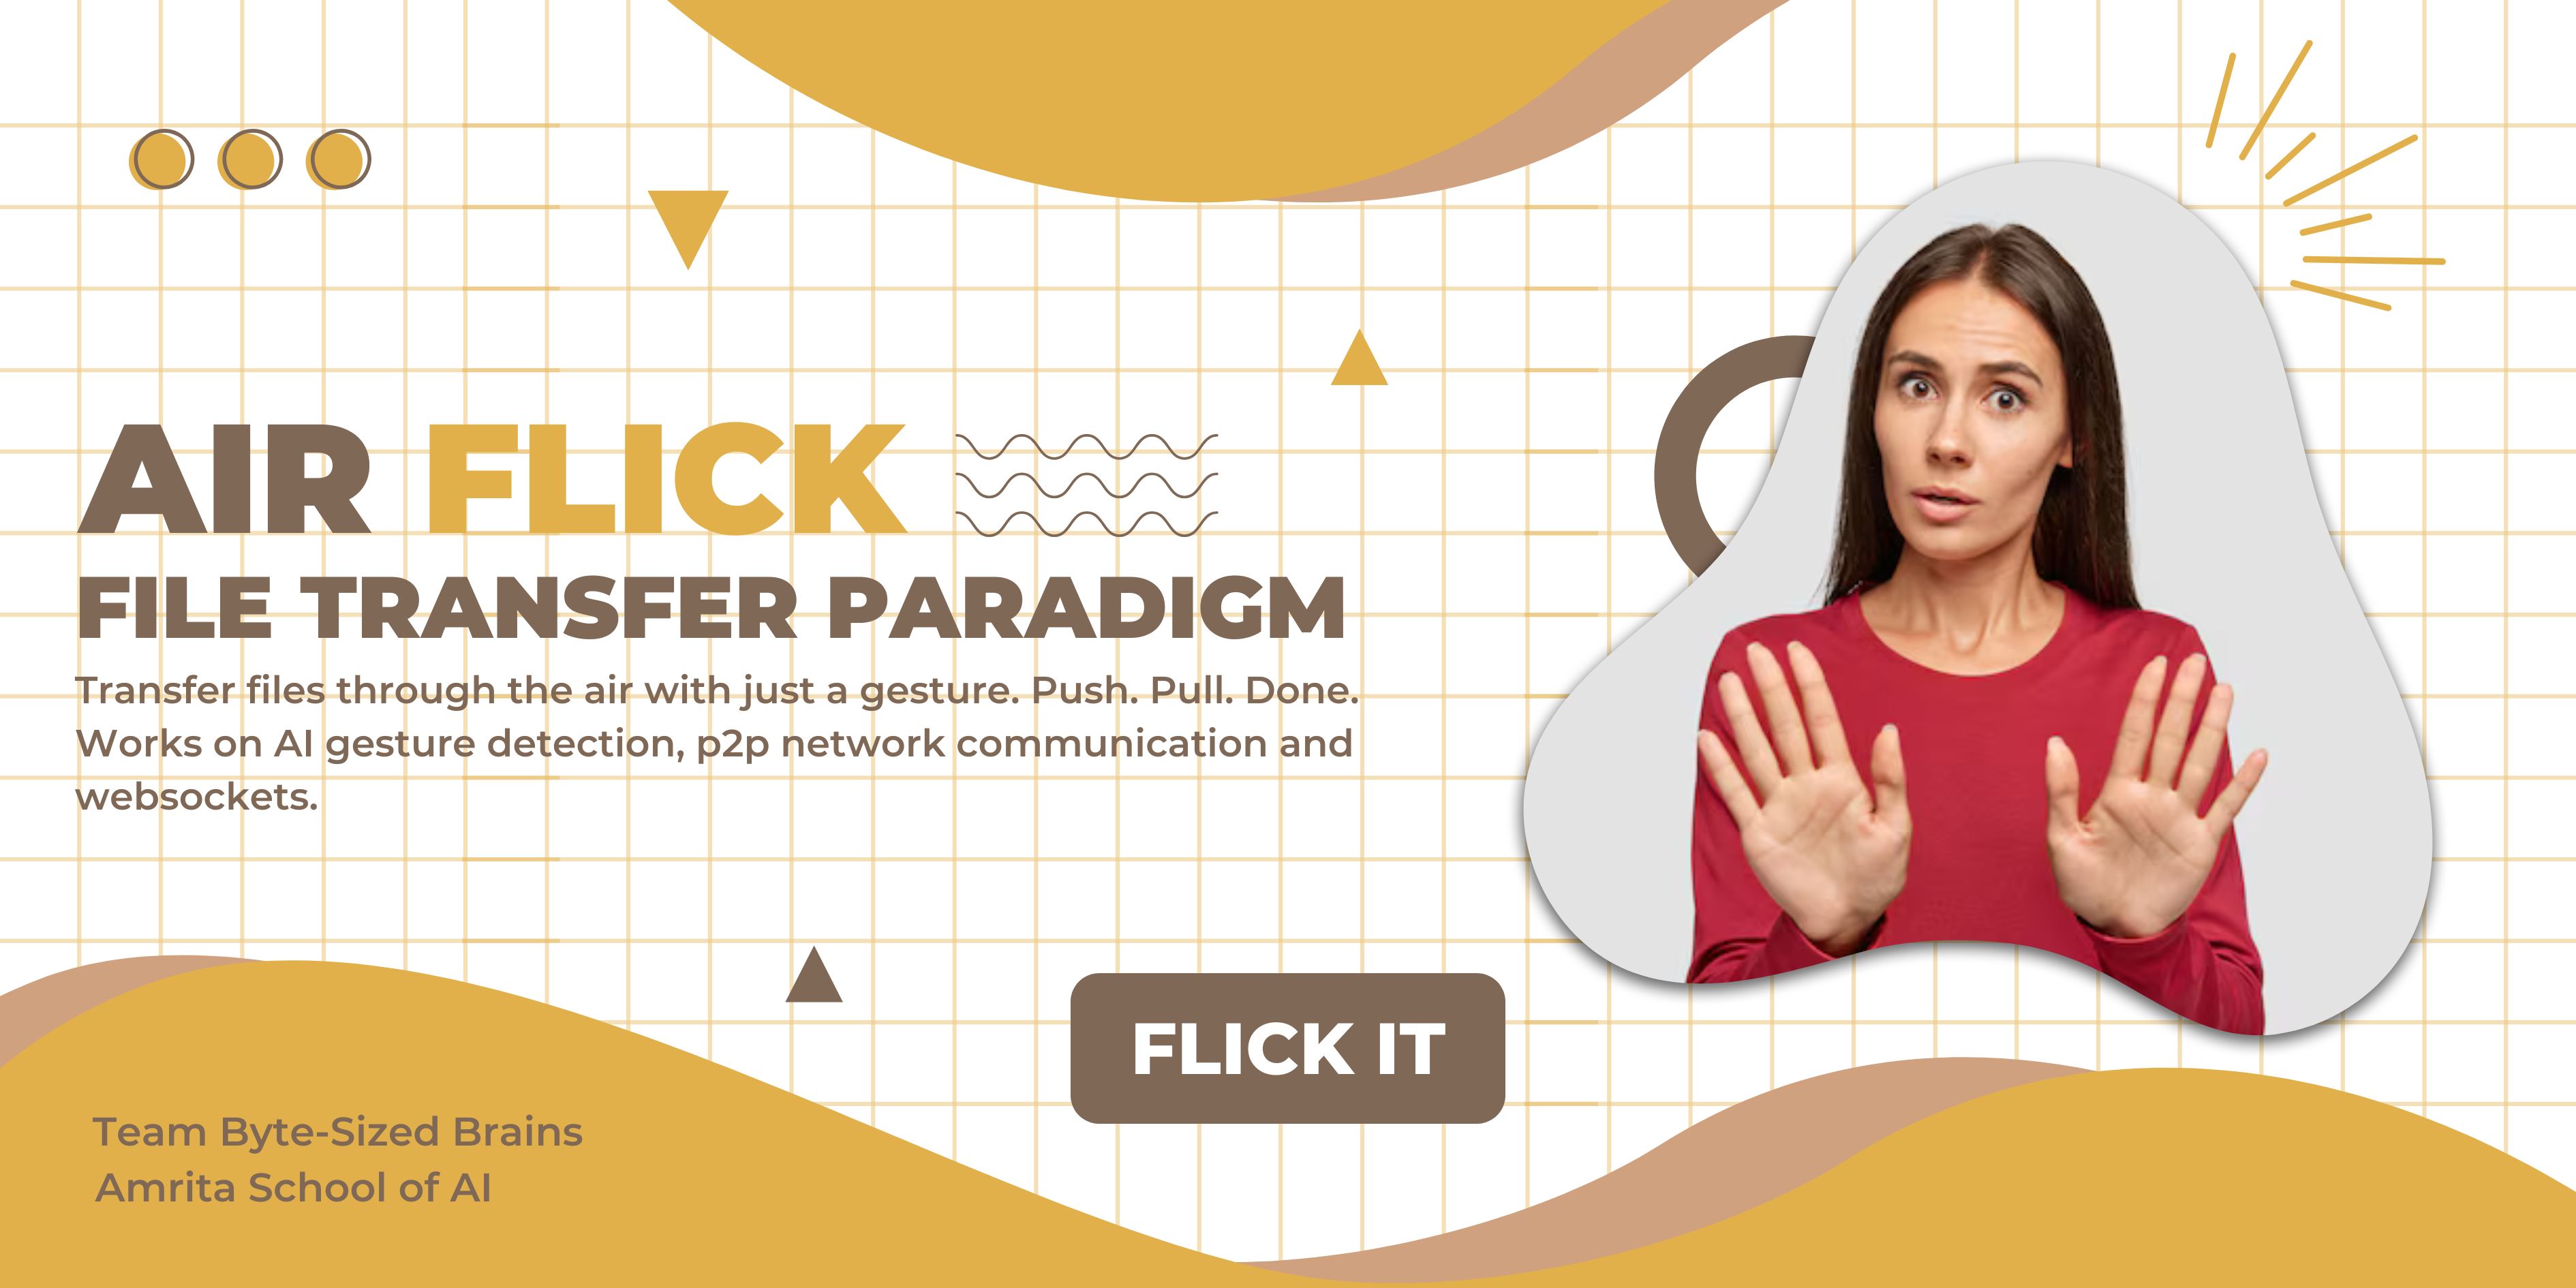 AIR FLICK
FILE TRANSFER PARADIGM
Transfer files through the air with just a gesture. Push. Pull. Done.
Works on AI gesture detection, p2p network communication and
websockets.
FLICK IT
Team Byte-Sized Brains
Amrita School of AI